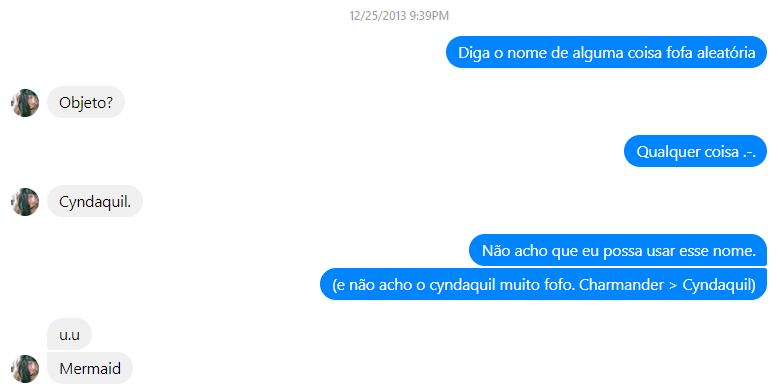 12/25/2013 9:39PM
Diga o nome de alguma coisa fofa aleatória
Objeto?
Qualquer coisa .-.
Cyndaquil.
Não acho que eu possa usar esse nome.
(e não acho o cyndaquil muito fofo. Charmander > Cyndaquil)
u.u
Mermaid